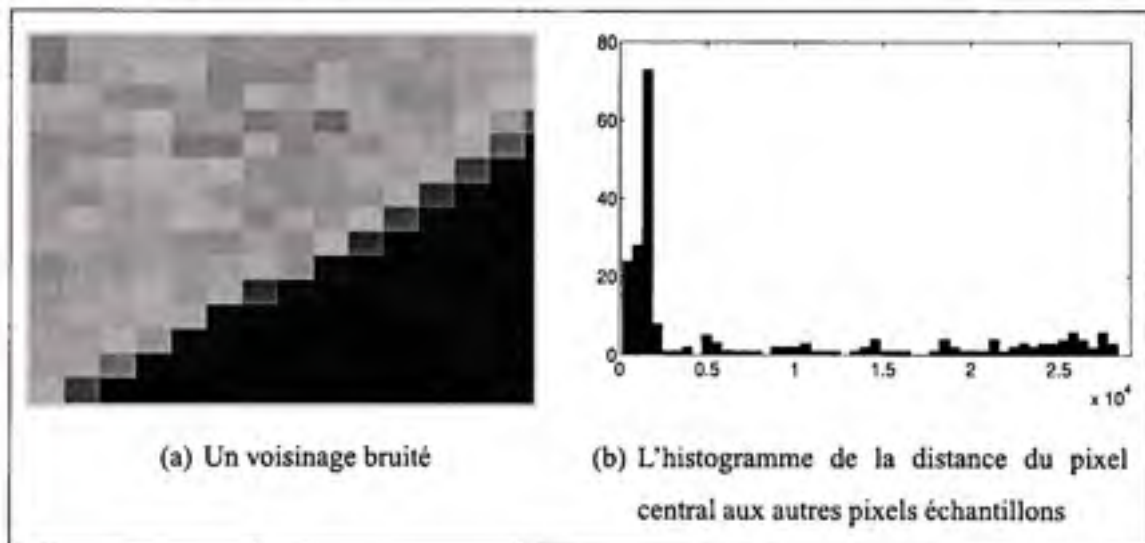 80
60
40
20
0
0 0.5 1 1.5 2 2.5
x 10⁴
(a) Un voisinage bruité
(b) L'histogramme de la distance du pixel
central aux autres pixels échantillons